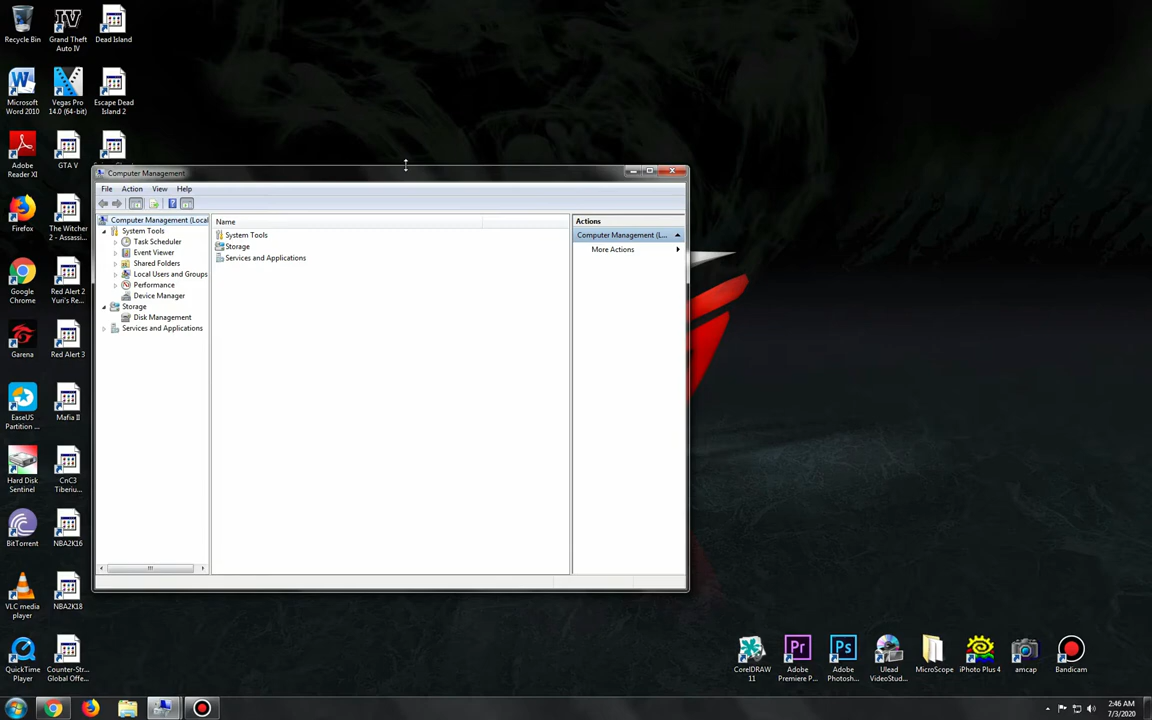 Recycle Bin
Grand Theft
Auto IV
Dead Island
Microsoft
Word 2010
Vegas Pro
14.0 (64-bit)
Escape Dead
Island 2
Adobe
Reader XI
GTA V
Firefox
The Witcher
2 - Assassi...
Google
Chrome
Red Alert 2
Yuri's Re...
Garena
Red Alert 3
EaseUS
Partition ...
Mafia II
Hard Disk
Sentinel
CnC3
Tiberiu...
BitTorrent
NBA2K16
VLC media
player
NBA2K18
QuickTime
Player
Counter-Str...
Global Offe...
Computer Management
File Action View Help
Computer Management (Local
System Tools
Task Scheduler
Event Viewer
Shared Folders
Local Users and Groups
Performance
Device Manager
Storage
Disk Management
Services and Applications
Name
System Tools
Storage
Services and Applications
Actions
Computer Management (L...
More Actions
CorelDRAW
11
Adobe
Premiere P...
Adobe
Photosh...
Ulead
VideoStud...
MicroScope
iPhoto Plus 4
amcap
Bandicam
2:46 AM
7/3/2020